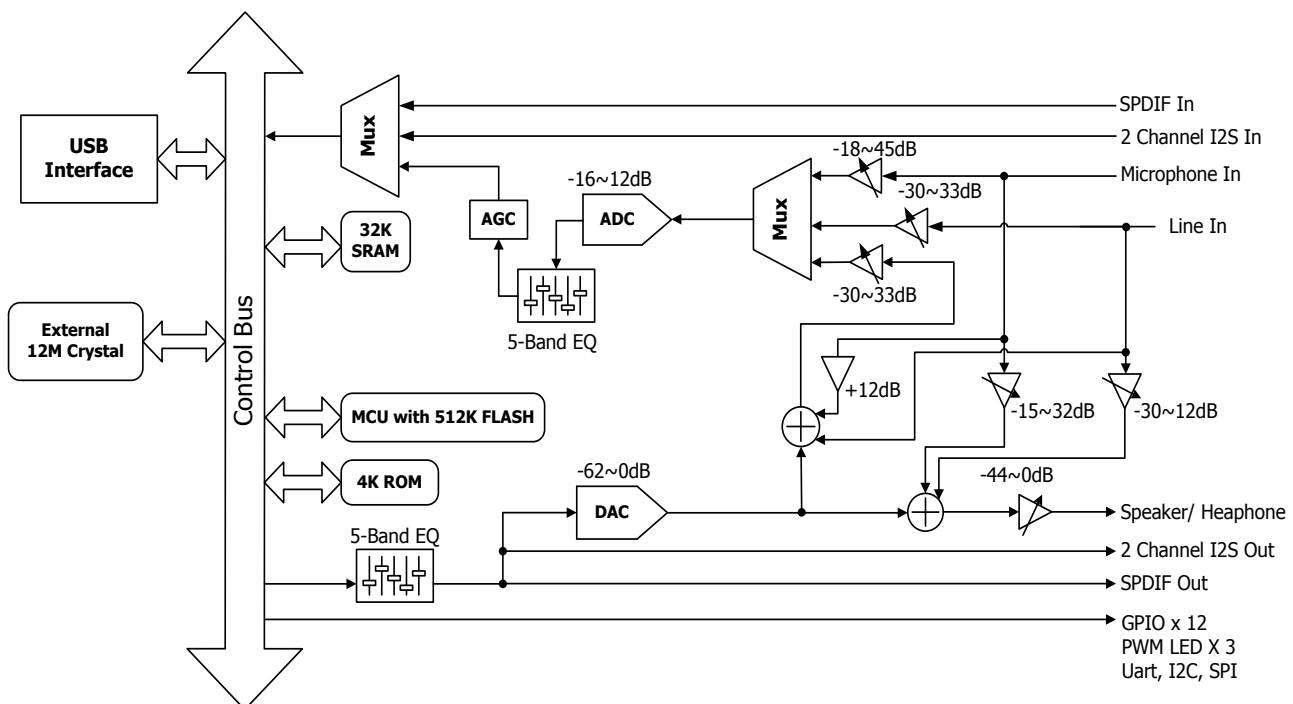 SPDIF In
2 Channel I2S In
Microphone In
Line In
USB
Interface
Mux
-18~45dB
-30~33dB
-30~33dB
-16~12dB
ADC
AGC
Mux
32K
SRAM
5-Band EQ
External
12M Crystal
Control Bus
+12dB
-15~32dB
-30~12dB
MCU with 512K FLASH
4K ROM
-62~0dB
DAC
-44~0dB
Speaker/ Heaphone
5-Band EQ
2 Channel I2S Out
SPDIF Out
GPIO x 12
PWM LED X 3
Uart, I2C, SPI